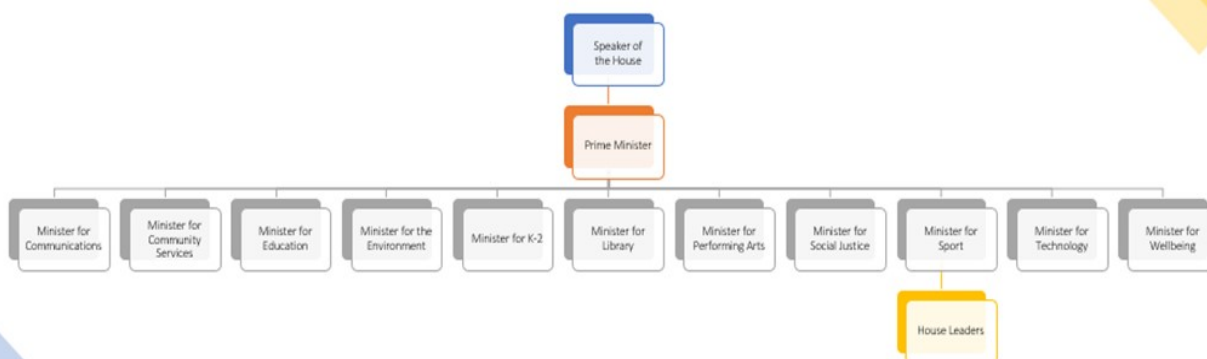 Speaker of
the House
Prime Minister
Minister for
Communications
Minister for
Community
Services
Minister for
Education
Minister for the
Environment
Minister for K-2
Minister for
Library
Minister for
Performing Arts
Minister for
Social Justice
Minister for
Sport
Minister for
Technology
Minister for
Wellbeing
House Leaders